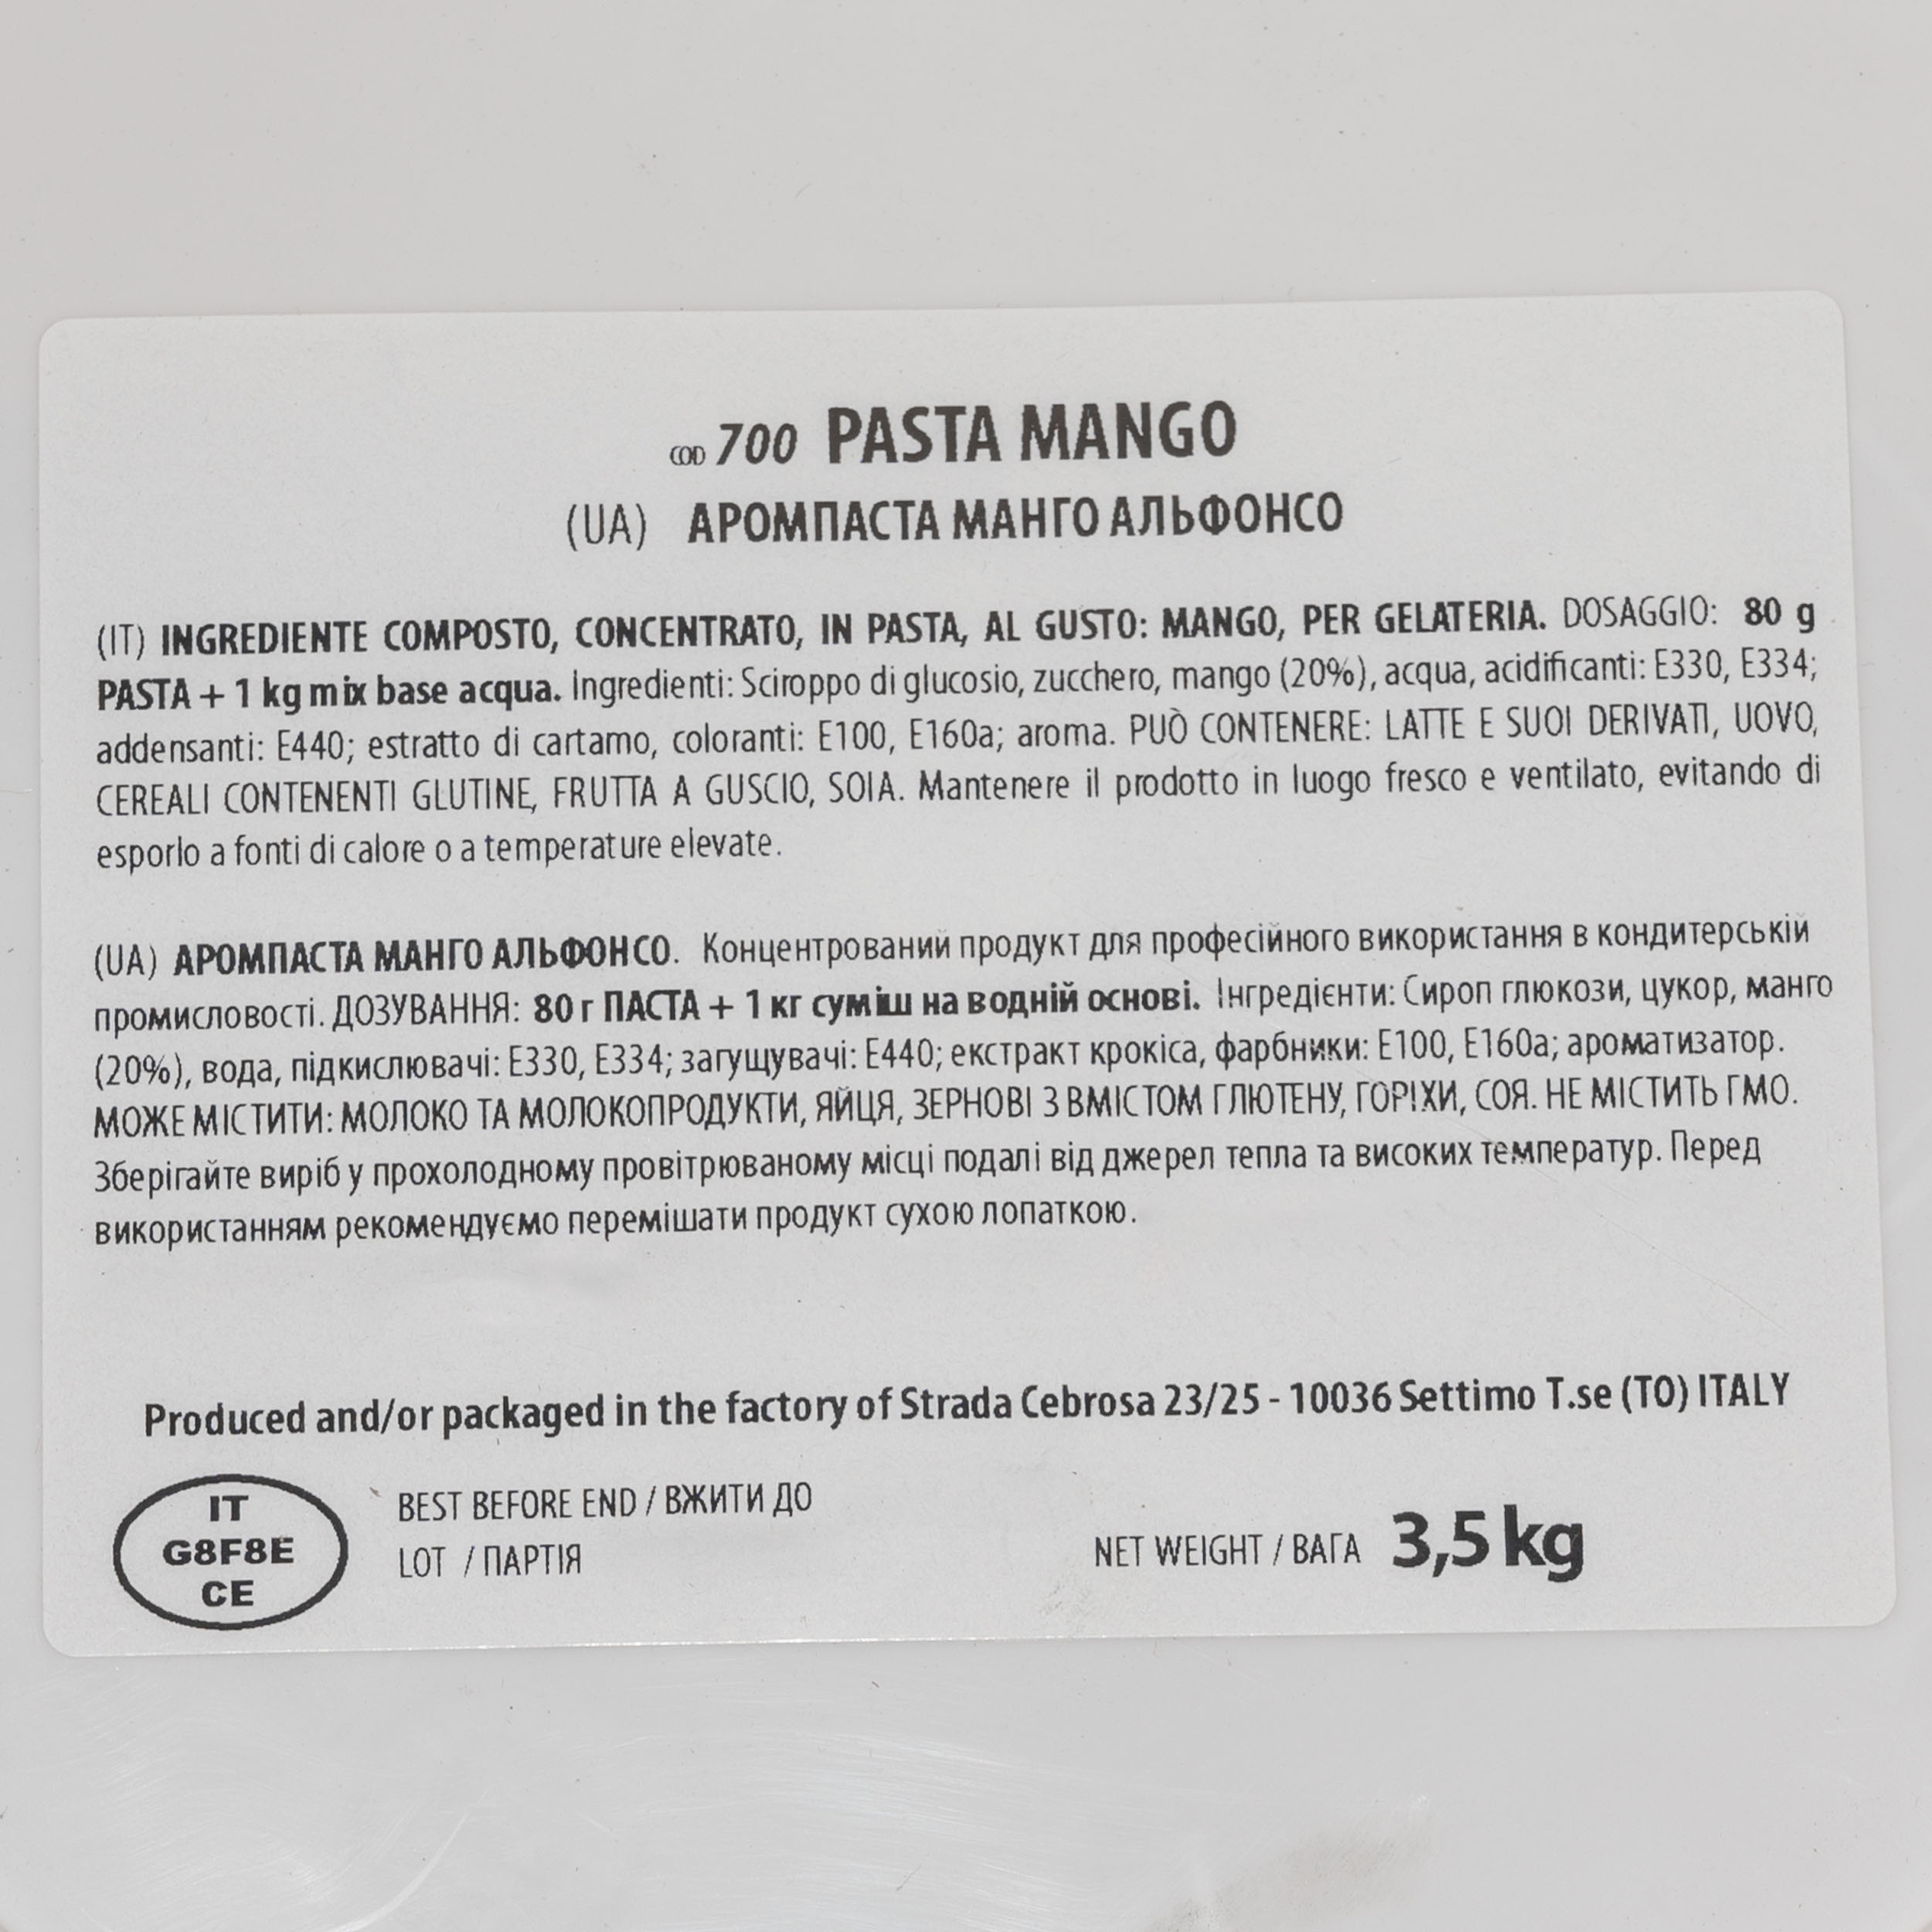 COD 700 PASTA MANGO
(UA) АРОМПАСТА МАНГО АЛЬФОНСО
(IT) INGREDIENTE COMPOSTO, CONCENTRATO, IN PASTA, AL GUSTO: MANGO, PER GELATERIA. DOSAGGIO: 80 g
PASTA + 1 kg mix base acqua. Ingredienti: Sciroppo di glucosio, zucchero, mango (20%), acqua, acidificanti: E330, E334;
addensanti: E440; estratto di cartamo, coloranti: E100, E160a; aroma. PUÒ CONTENERE: LATTE E SUOI DERIVATI, UOVO,
CEREALI CONTENENTI GLUTINE, FRUTTA A GUSCIO, SOIA. Mantenere il prodotto in luogo fresco e ventilato, evitando di
esporlo a fonti di calore o a temperature elevate.
(UA) АРОМПАСТА МАНГО АЛЬФОНСО. Концентрований продукт для професійного використання в кондитерській
промисловості. ДОЗУВАННЯ: 80 г ПАСТА + 1 кг суміш на водній основі. Інгредієнти: Сироп глюкози, цукор, манго
(20%), вода, підкислювачі: E330, E334; загущувачі: E440; екстракт крокіса, фарбники: E100, E160a; ароматизатор.
МОЖЕ МІСТИТИ: МОЛОКО ТА МОЛОКОПРОДУКТИ, ЯЙЦЯ, ЗЕРНОВІ З ВМІСТОМ ГЛЮТЕНУ, ГОРІХИ, СОЯ. НЕ МІСТИТЬ ГМО.
Зберігайте виріб у прохолодному провітрюваному місці подалі від джерел тепла та високих температур. Перед
використанням рекомендуємо перемішати продукт сухою лопаткою.
Produced and/or packaged in the factory of Strada Cebrosa 23/25 - 10036 Settimo T.se (TO) ITALY
IT
G8F8E
CE
BEST BEFORE END / ВЖИТИ ДО
LOT / ПАРТІЯ
NET WEIGHT / ВАГА 3,5 kg